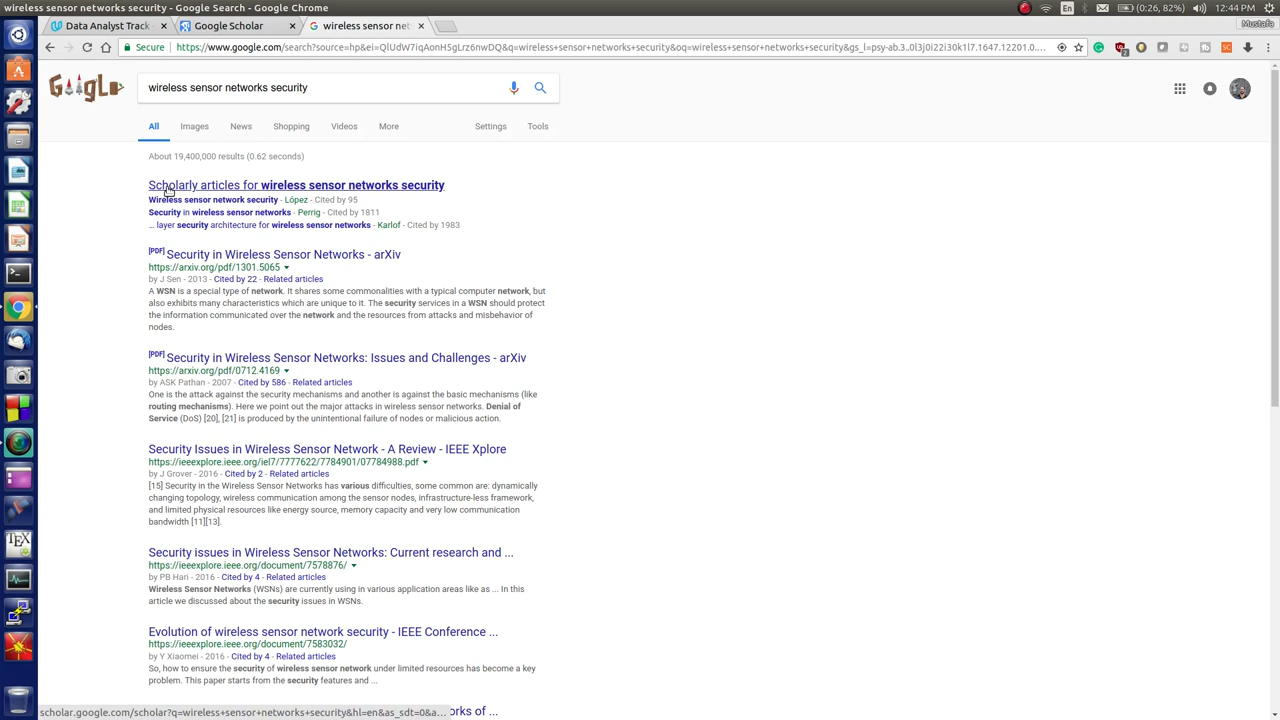 wireless sensor networks security - Google Search
En
(0:26, 82%)
12:44 PM
Data Analyst Track -
Google Scholar
wireless sensor net
Mustafa
Secure
https://www.google.com/search?source=hp&ei=QlUdW7iqAonH5gLrz6nwDQ&q=wireless+sensor+networks+security&oq=wireless+sensor+networks+security&gs_l=psy-ab.3..0l3j0i22i30k1l7.1647.12201.0....
2
wireless sensor networks security
All
Images
News
Shopping
Videos
More
Settings
Tools
About 19,400,000 results (0.62 seconds)
Scholarly articles for wireless sensor networks security
Wireless sensor network security - López - Cited by 95
Security in wireless sensor networks - Perrig - Cited by 1811
... layer security architecture for wireless sensor networks - Karlof - Cited by 1983
[PDF] Security in Wireless Sensor Networks - arXiv
https://arxiv.org/pdf/1301.5065
by J Sen - 2013 - Cited by 22 - Related articles
A WSN is a special type of network. It shares some commonalities with a typical computer network, but
also exhibits many characteristics which are unique to it. The security services in a WSN should protect
the information communicated over the network and the resources from attacks and misbehavior of
nodes.
[PDF] Security in Wireless Sensor Networks: Issues and Challenges - arXiv
https://arxiv.org/pdf/0712.4169
by ASK Pathan - 2007 - Cited by 586 - Related articles
One is the attack against the security mechanisms and another is against the basic mechanisms (like
routing mechanisms). Here we point out the major attacks in wireless sensor networks. Denial of
Service (DoS) [20], [21] is produced by the unintentional failure of nodes or malicious action.
Security Issues in Wireless Sensor Network - A Review - IEEE Xplore
https://ieeexplore.ieee.org/iel7/7777622/7784901/07784988.pdf
by J Grover - 2016 - Cited by 2 - Related articles
[15] Security in the Wireless Sensor Networks has various difficulties, some common are: dynamically
changing topology, wireless communication among the sensor nodes, infrastructure-less framework,
and limited physical resources like energy source, memory capacity and very low communication
bandwidth [11][13].
Security issues in Wireless Sensor Networks: Current research and ...
https://ieeexplore.ieee.org/document/7578876/
by PB Hari - 2016 - Cited by 4 - Related articles
Wireless Sensor Networks (WSNs) are currently using in various application areas like as ... In this
article we discussed about the security issues in WSNs.
Evolution of wireless sensor network security - IEEE Conference ...
https://ieeexplore.ieee.org/document/7583032/
by Y Xiaomei - 2016 - Cited by 4 - Related articles
So, how to ensure the security of wireless sensor network under limited resources has become a key
problem. This paper starts from the security features and ...
scholar.google.com/scholar?q=wireless+sensor+networks+security&hl=en&as_sdt=0&a...
orks of ...